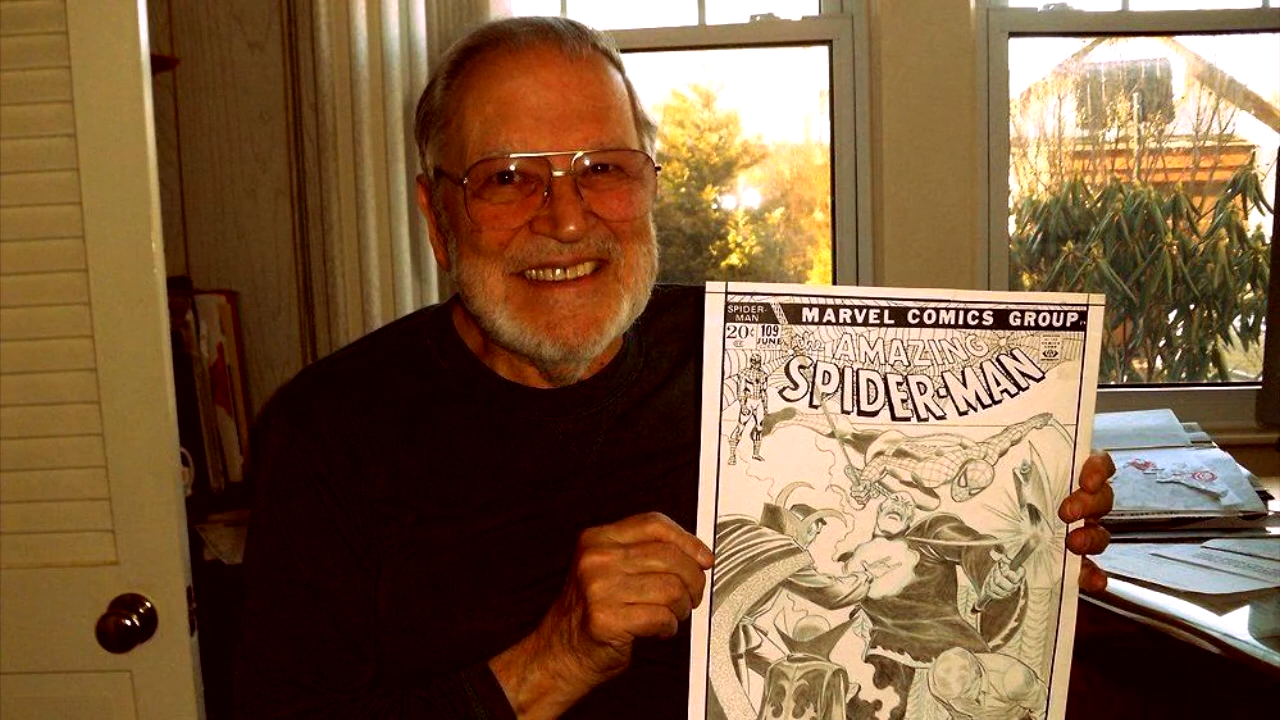 SPIDER-
MAN
MARVEL COMICS GROUP
20¢ 109
JUNE
the AMAZING
SPIDER-MAN